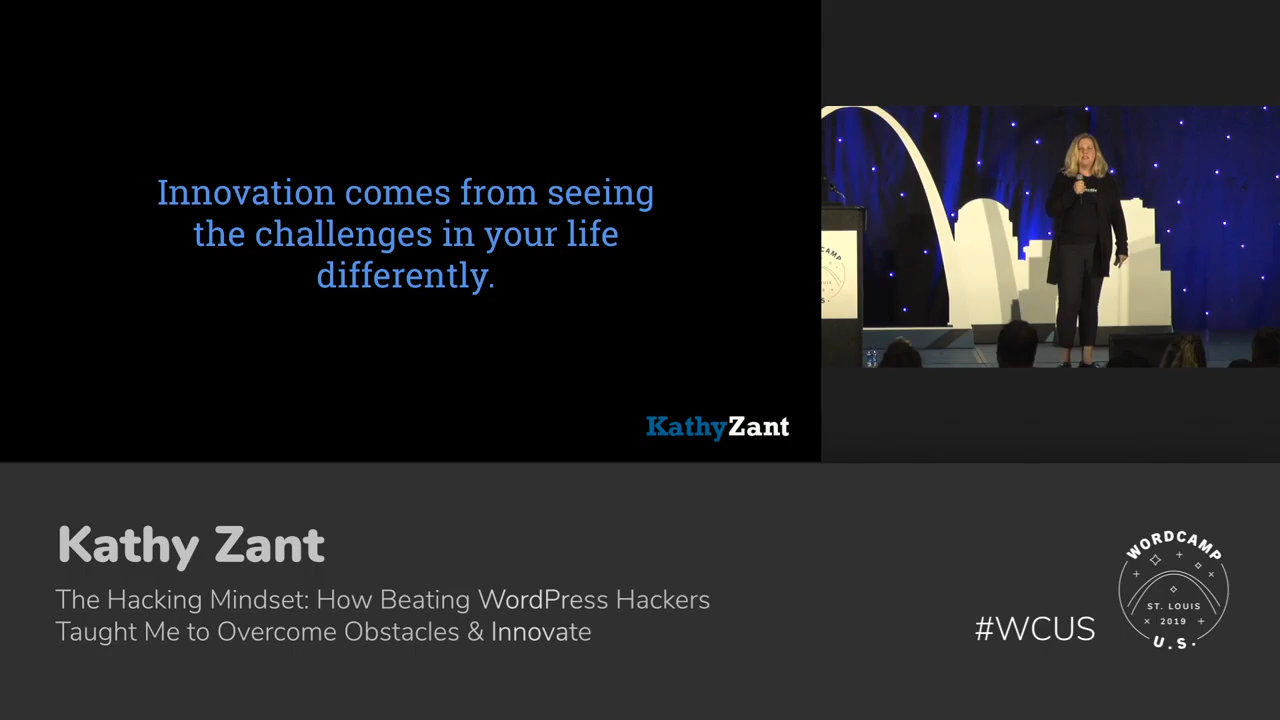 Innovation comes from seeing
the challenges in your life
differently.
KathyZant
Kathy Zant
The Hacking Mindset: How Beating WordPress Hackers
Taught Me to Overcome Obstacles & Innovate
#WCUS
WORDCAMP
ST. LOUIS
2019
U.S.